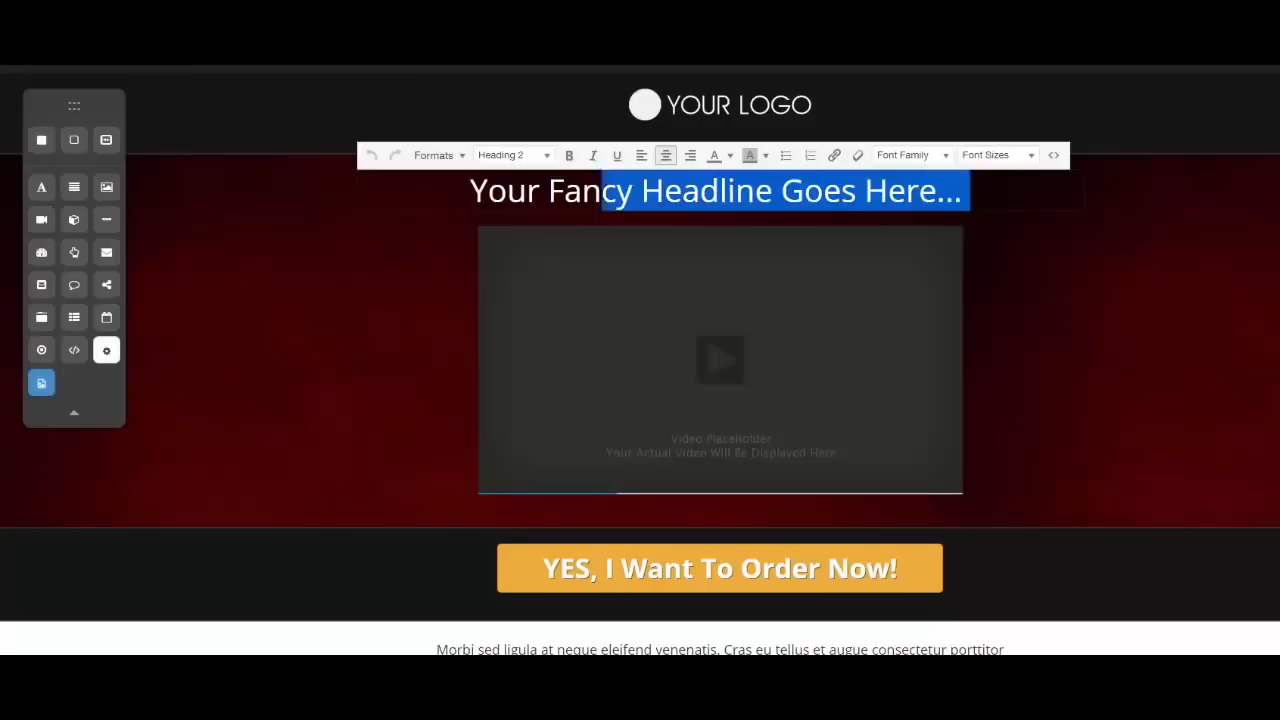 YOUR LOGO
Formats Heading 2 B I U A A Font Family Font Sizes
Your Fancy Headline Goes Here...
A
Video Placeholder
Your Actual Video Will Be Displayed Here
YES, I Want To Order Now!
Morbi sed ligula at neque eleifend venenatis. Cras eu tellus et augue consectetur porttitor